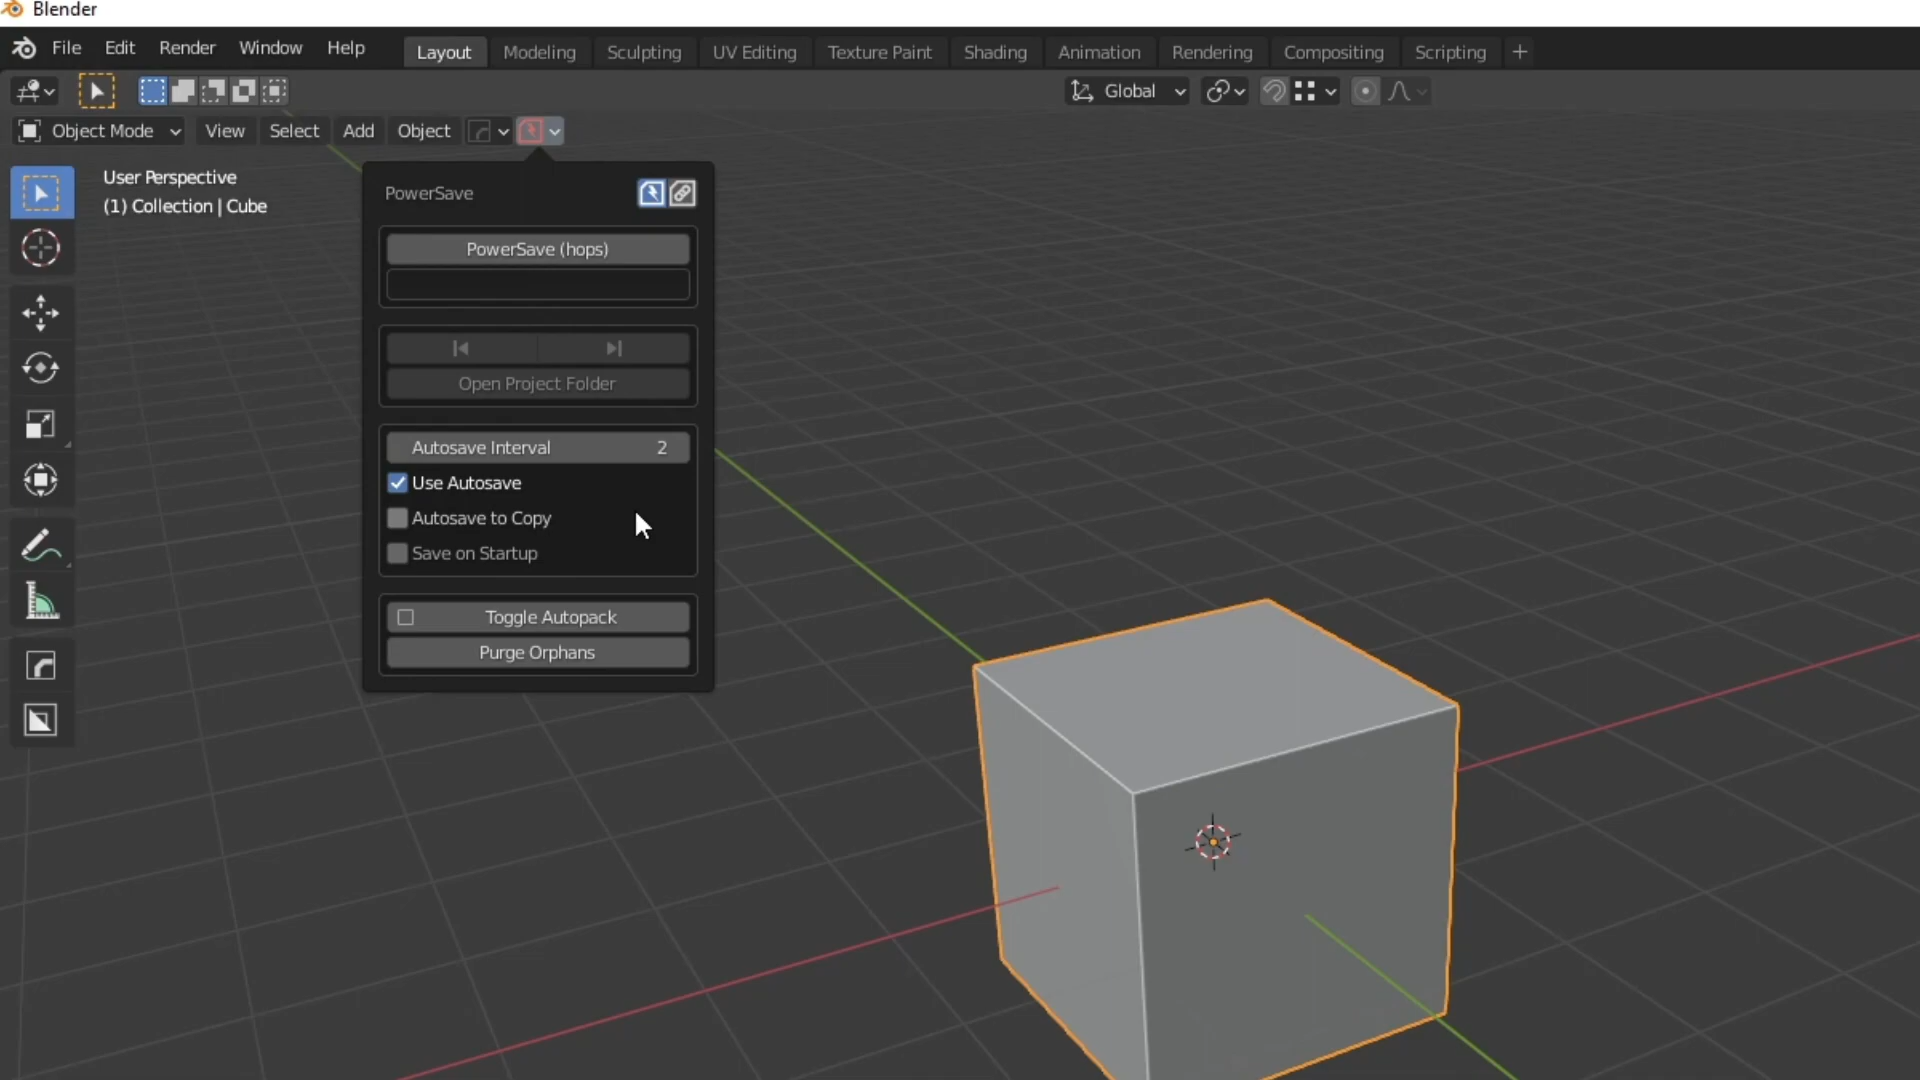 Blender
File Edit Render Window Help Layout Modeling Sculpting UV Editing Texture Paint Shading Animation Rendering Compositing Scripting +
Global
Object Mode View Select Add Object
User Perspective
(1) Collection | Cube
PowerSave
PowerSave (hops)
Open Project Folder
Autosave Interval 2
Use Autosave
Autosave to Copy
Save on Startup
Toggle Autopack
Purge Orphans